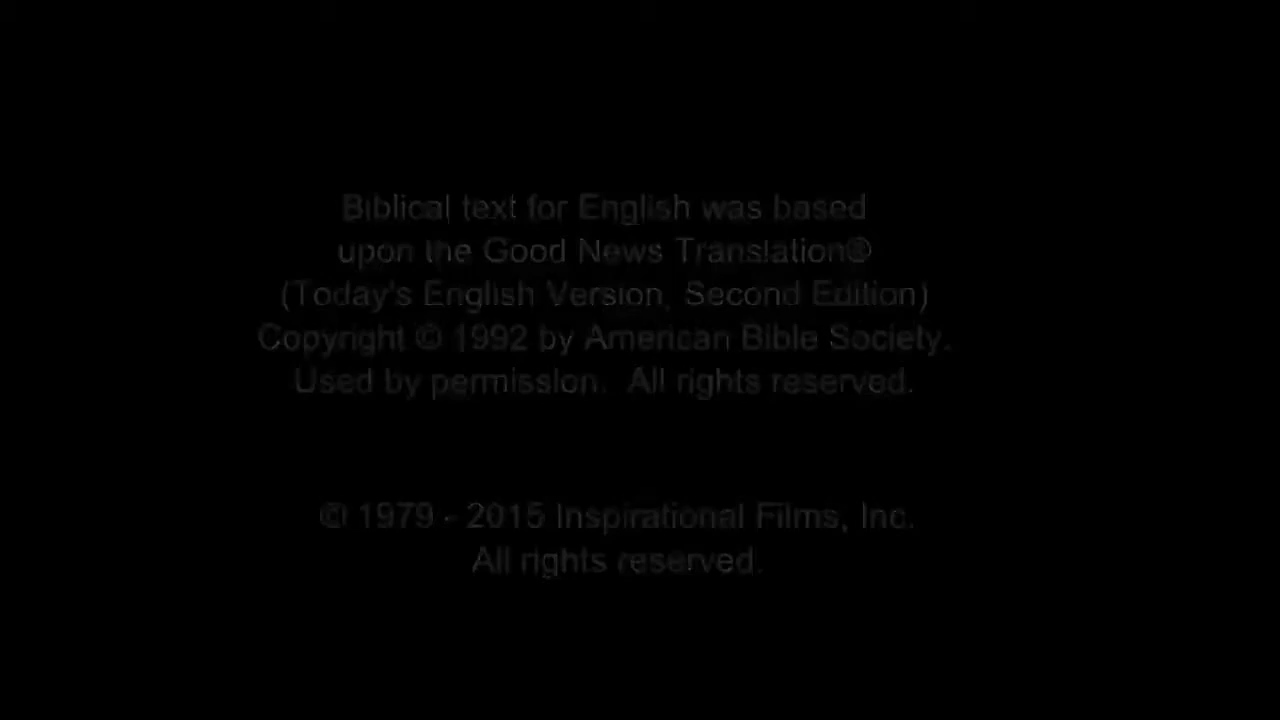 Biblical text for English was based
upon the Good News Translation®
(Today's English Version, Second Edition)
Copyright © 1992 by American Bible Society.
Used by permission. All rights reserved.
© 1979 - 2015 Inspirational Films, Inc.
All rights reserved.